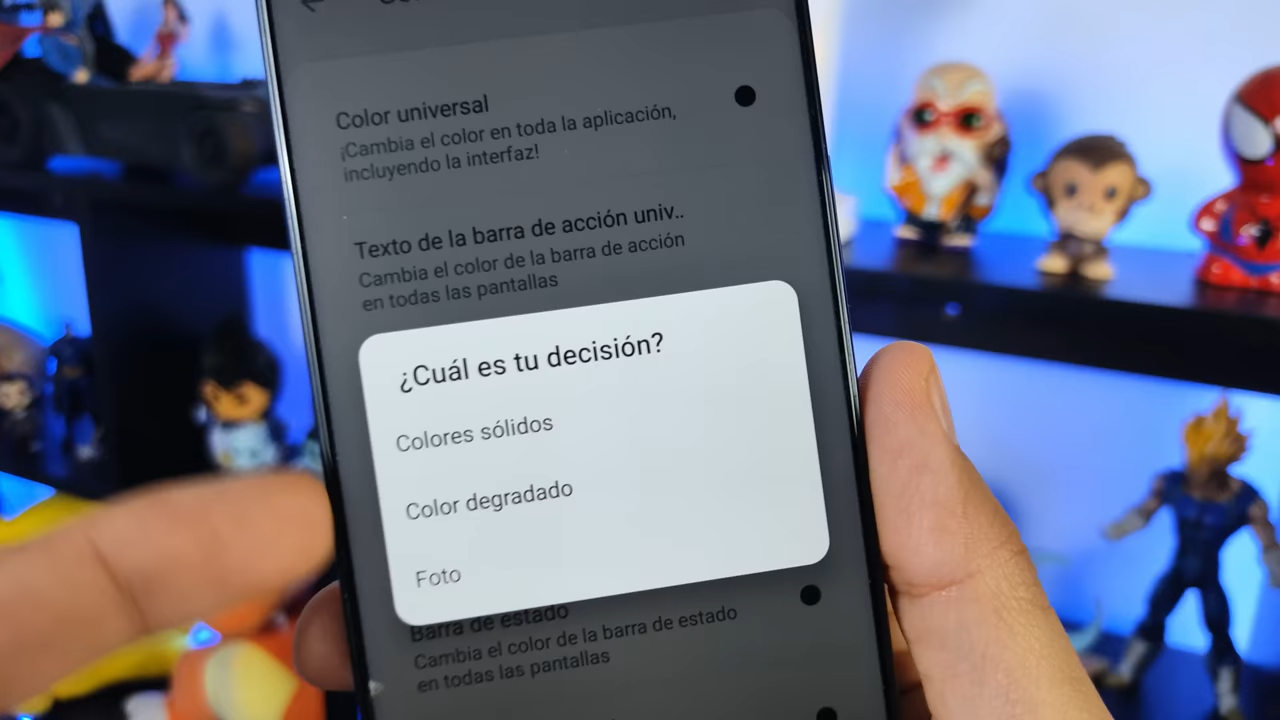 Color universal
¡Cambia el color en toda la aplicación,
incluyendo la interfaz!
Texto de la barra de acción univ..
Cambia el color de la barra de acción
en todas las pantallas
¿Cuál es tu decisión?
Colores sólidos
Color degradado
Foto
Barra de estado
Cambia el color de la barra de estado
en todas las pantallas